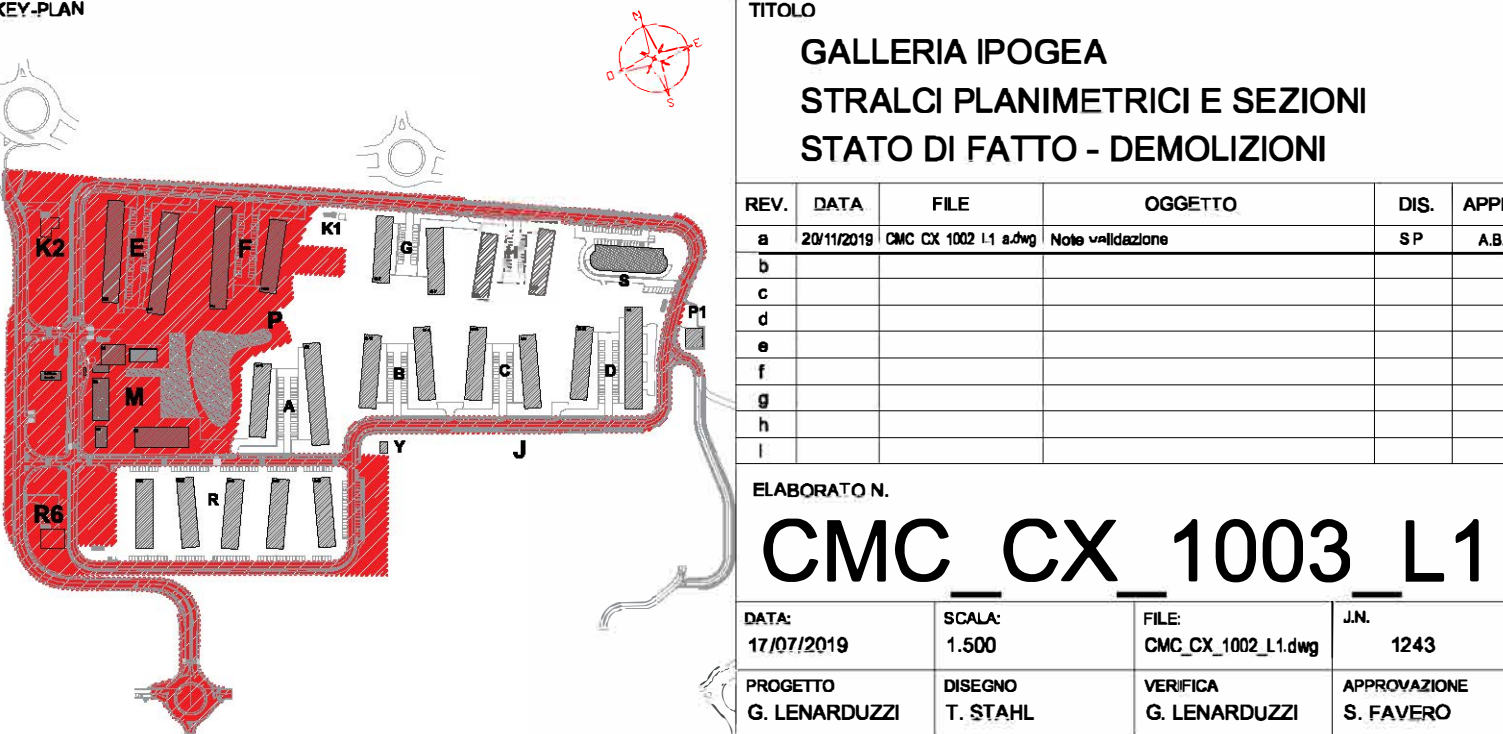 KEY-PLAN
N
E
O
S
K2
E
F
K1
G
S
P
P1
M
A
B
C
D
Y
J
R
R6
TITOLO
GALLERIA IPOGEA
STRALCI PLANIMETRICI E SEZIONI
STATO DI FATTO - DEMOLIZIONI
REV. DATA FILE OGGETTO DIS. APPR
a 20/11/2019 CMC CX 1002 L1 a.dwg Note validazione SP A.B.
b
c
d
e
f
g
h
i
ELABORATO N.
CMC_CX_1003_L1
DATA: SCALA: FILE: J.N.
17/07/2019 1.500 CMC_CX_1002_L1.dwg 1243
PROGETTO DISEGNO VERIFICA APPROVAZIONE
G. LENARDUZZI T. STAHL G. LENARDUZZI S. FAVERO